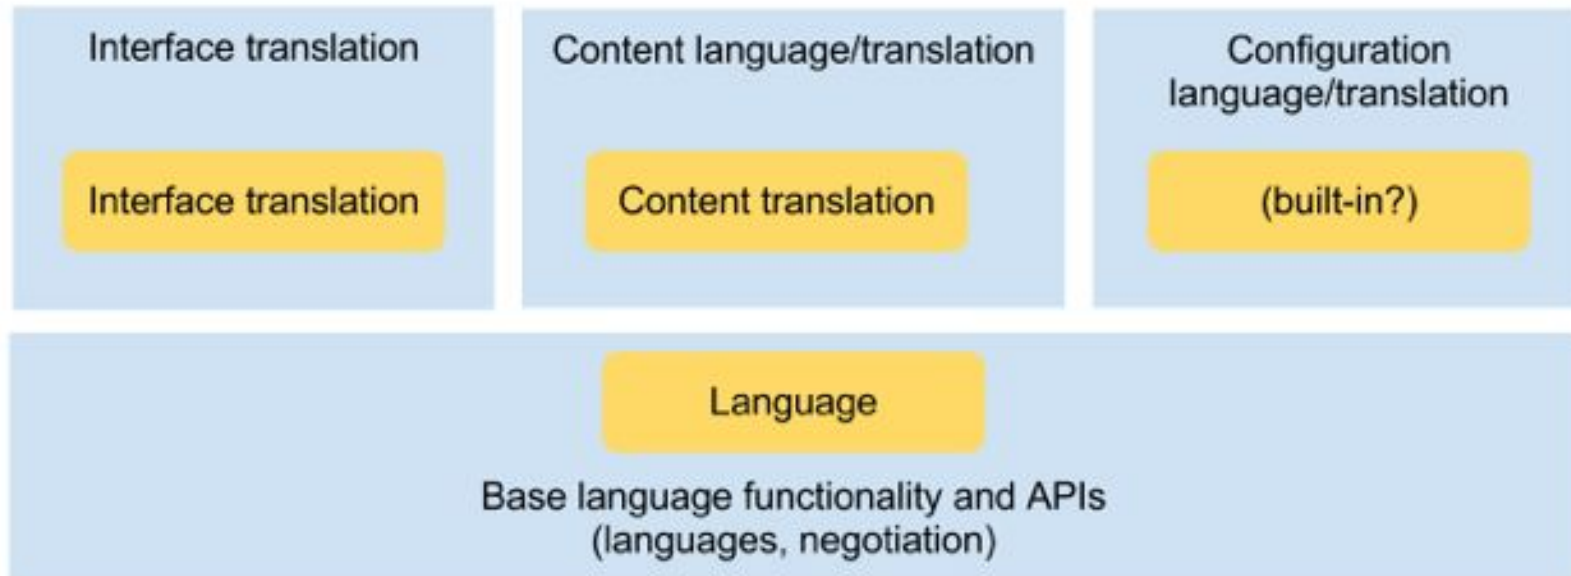 Interface translation
Interface translation
Content language/translation
Content translation
Configuration
language/translation
(built-in?)
Language
Base language functionality and APIs
(languages, negotiation)